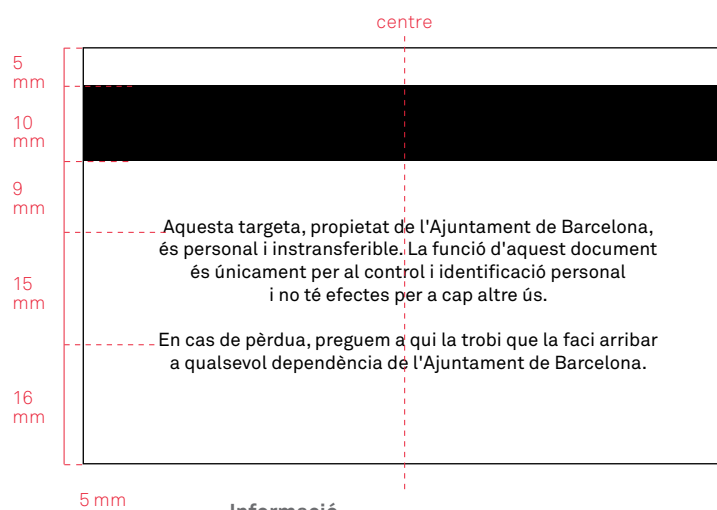 centre
5
mm
10
mm
9
mm
Aquesta targeta, propietat de l'Ajuntament de Barcelona,
és personal i instransferible. La funció d'aquest document
és únicament per al control i identificació personal
i no té efectes per a cap altre ús.
15
mm
En cas de pèrdua, preguem a qui la trobi que la faci arribar
a qualsevol dependència de l'Ajuntament de Barcelona.
16
mm
5 mm
Informació